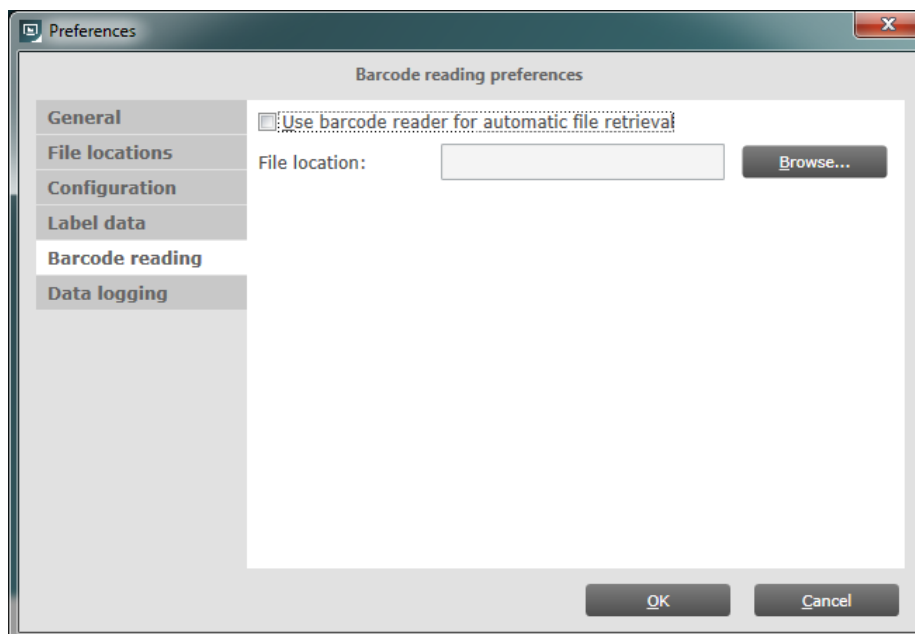 Preferences
Barcode reading preferences
General
File locations
Configuration
Label data
Barcode reading
Data logging
Use barcode reader for automatic file retrieval
File location:
Browse...
OK
Cancel